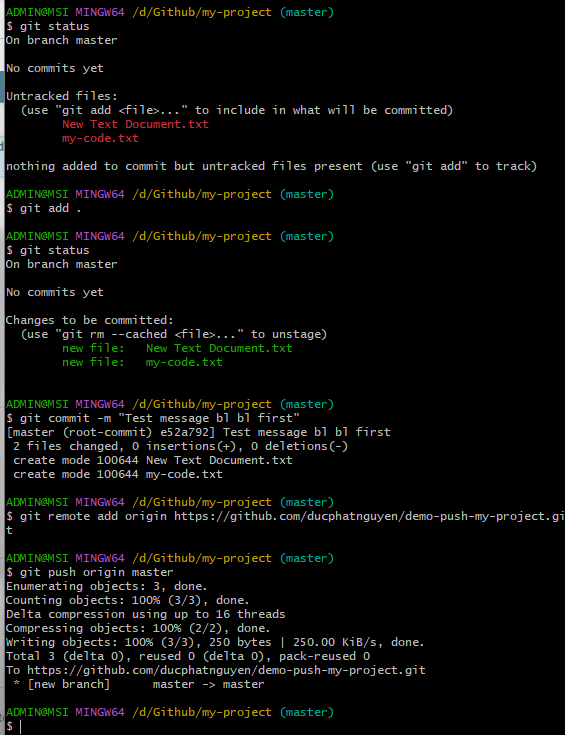 ADMIN@MSI MINGW64 /d/Github/my-project (master)
$ git status
On branch master
No commits yet
Untracked files:
(use "git add <file>..." to include in what will be committed)
New Text Document.txt
my-code.txt
nothing added to commit but untracked files present (use "git add" to track)
ADMIN@MSI MINGW64 /d/Github/my-project (master)
$ git add .
ADMIN@MSI MINGW64 /d/Github/my-project (master)
$ git status
On branch master
No commits yet
Changes to be committed:
(use "git rm --cached <file>..." to unstage)
new file:   New Text Document.txt
new file:   my-code.txt
ADMIN@MSI MINGW64 /d/Github/my-project (master)
$ git commit -m "Test message bl bl first"
[master (root-commit) e52a792] Test message bl bl first
2 files changed, 0 insertions(+), 0 deletions(-)
create mode 100644 New Text Document.txt
create mode 100644 my-code.txt
ADMIN@MSI MINGW64 /d/Github/my-project (master)
$ git remote add origin https://github.com/ducphatnguyen/demo-push-my-project.gi
t
ADMIN@MSI MINGW64 /d/Github/my-project (master)
$ git push origin master
Enumerating objects: 3, done.
Counting objects: 100% (3/3), done.
Delta compression using up to 16 threads
Compressing objects: 100% (2/2), done.
Writing objects: 100% (3/3), 250 bytes | 250.00 KiB/s, done.
Total 3 (delta 0), reused 0 (delta 0), pack-reused 0
To https://github.com/ducphatnguyen/demo-push-my-project.git
* [new branch]      master -> master
ADMIN@MSI MINGW64 /d/Github/my-project (master)
$